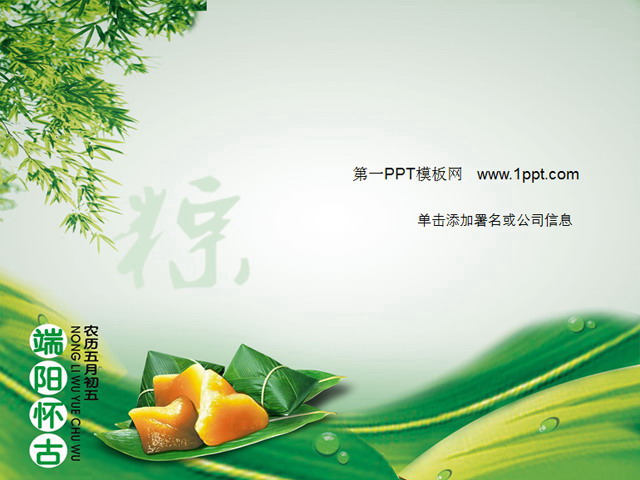 粽
第一PPT模板网 www.1ppt.com
单击添加署名或公司信息
农历五月初五
NONG LI WU YUE CHU WU
端阳怀古